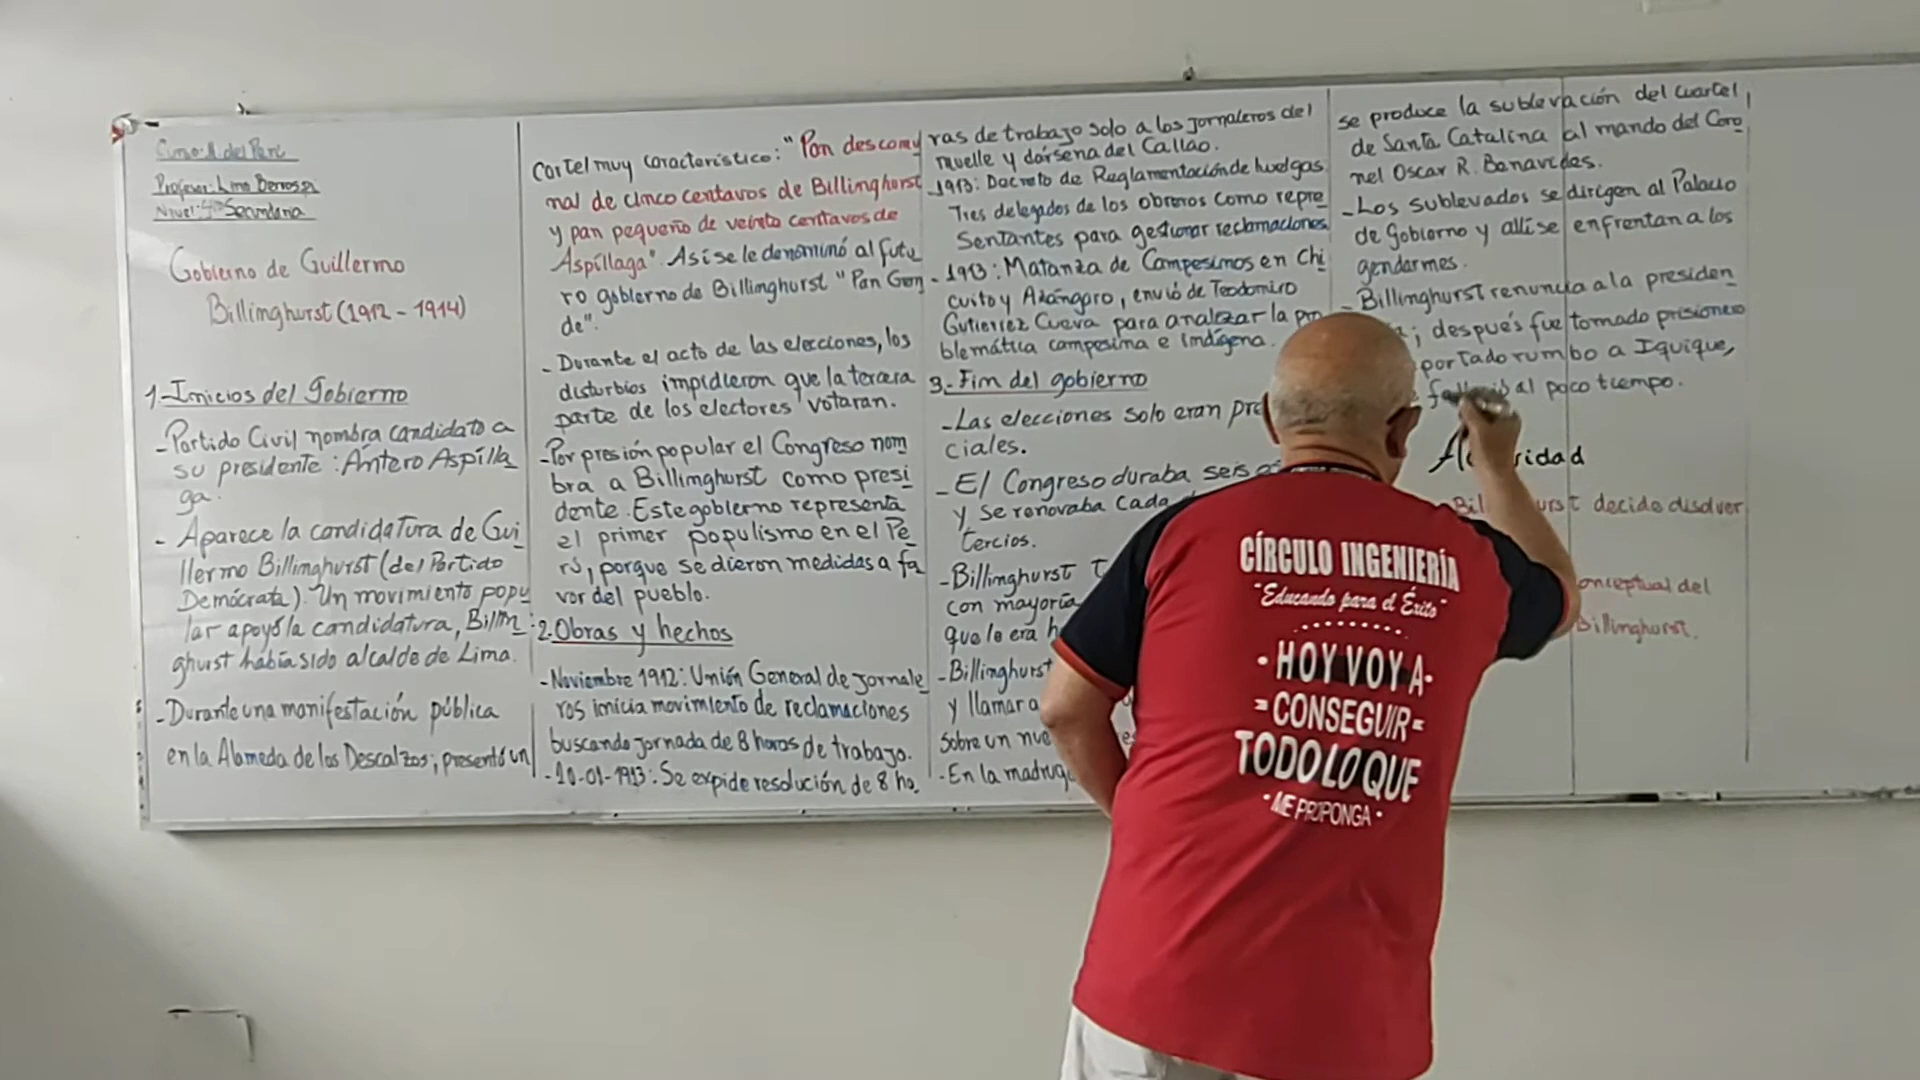 Curso: H. del Perú
Profesor: Lino Berrospi
Nivel: 4to Secundaria
Gobierno de Guillermo
Billinghurst (1912 - 1914)
1.-Inicios del Gobierno
-Partido Civil nombra candidato a
su presidente: Ántero Aspílla
ga.
- Aparece la candidatura de Gui
llermo Billinghurst (del Partido
Demócrata). Un movimiento popu
lar apoyó la candidatura, Billin
ghurst había sido alcalde de Lima.
-Durante una manifestación pública
en la Alameda de los Descalzos; presentó un
cartel muy característico: "Pan descomu
nal de cinco centavos de Billinghurst
y pan pequeño de veinte centavos de
Aspíllaga". Así se le denominó al futu
ro gobierno de Billinghurst "Pan Gran
de".
- Durante el acto de las elecciones, los
disturbios impidieron que la tercera
parte de los electores votaran.
-Por presión popular el Congreso nom
bra a Billinghurst como presi
dente. Este gobierno representa
el primer populismo en el Pe
rú, porque se dieron medidas a fa
vor del pueblo.
2.Obras y hechos
-Noviembre 1912: Unión General de jornale
ros inicia movimiento de reclamaciones
buscando jornada de 8 horas de trabajo.
-10-01-1913: Se expide resolución de 8 ho.
ras de trabajo solo a los jornaleros del
muelle y dársena del Callao.
-1913: Decreto de Reglamentación de huelgas.
Tres delegados de los obreros como repre
sentantes para gestionar reclamaciones.
- 1913: Matanza de Campesinos en Chi
cuito y Azángaro, envió de Teodomiro
Gutierrez Cueva para analizar la pro
blemática campesina e indígena.
3.-Fin del gobierno
-Las elecciones solo eran
ciales.
- El Congreso duraba seis
y se renovaba cada
tercios.
-Billinghurst
con mayoría
que le era
-Billinghurst
y llamar a
sobre un
-En la
se produce la sublevación del cuartel
de Santa Catalina al mando del Coro
nel Oscar R. Benavides.
-Los sublevados se dirigen al Palacio
de Gobierno y allí se enfrentan a los
gendarmes.
- Billinghurst renuncia a la presiden
; después fue tomado prisionero
rumbo a Iquique,
al poco tiempo.
decide disolver
del
Billinghurst.
CÍRCULO INGENIERÍA
"Educando para el Éxito"
• HOY VOY A •
CONSEGUIR
TODO LO QUE
• ME PROPONGA •